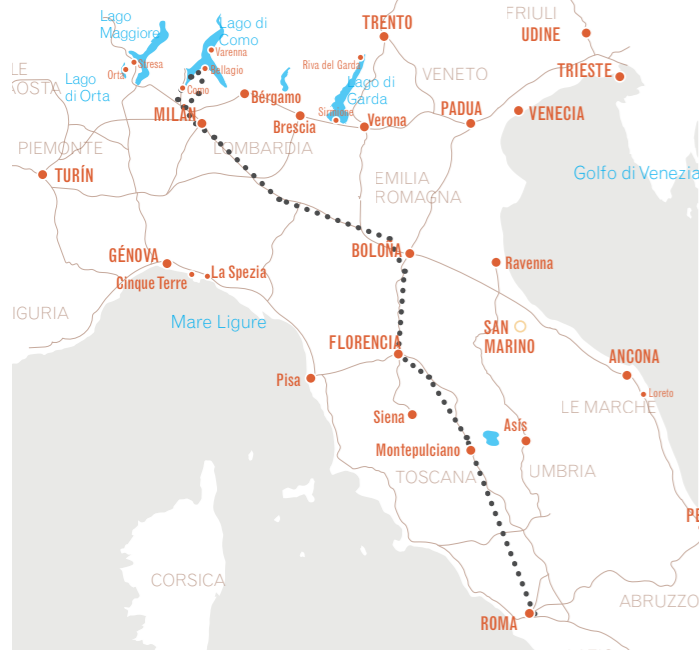 Lago
Maggiore
Lago di
Como
FRIULI
TRENTO
UDINE
Varenna
Stresa
Riva del Garda
Bellagio
Orta
TRIESTE
LE
AOSTA
Lago
di Orta
Como
VENETO
Lago di
Garda
Bérgamo
MILÁN
Sirmione
PADUA
VENECIA
Brescia
Verona
PIEMONTE
LOMBARDIA
TURÍN
EMILIA
ROMAGNA
Golfo di Venezia
GÉNOVA
BOLONA
Ravenna
La Spezia
Cinque Terre
IGURIA
Mare Ligure
SAN
MARINO
FLORENCIA
ANCONA
Pisa
Loreto
LE MARCHE
Siena
Asís
Montepulciano
TOSCANA
UMBRIA
PE
CORSICA
ABRUZZO
ROMA